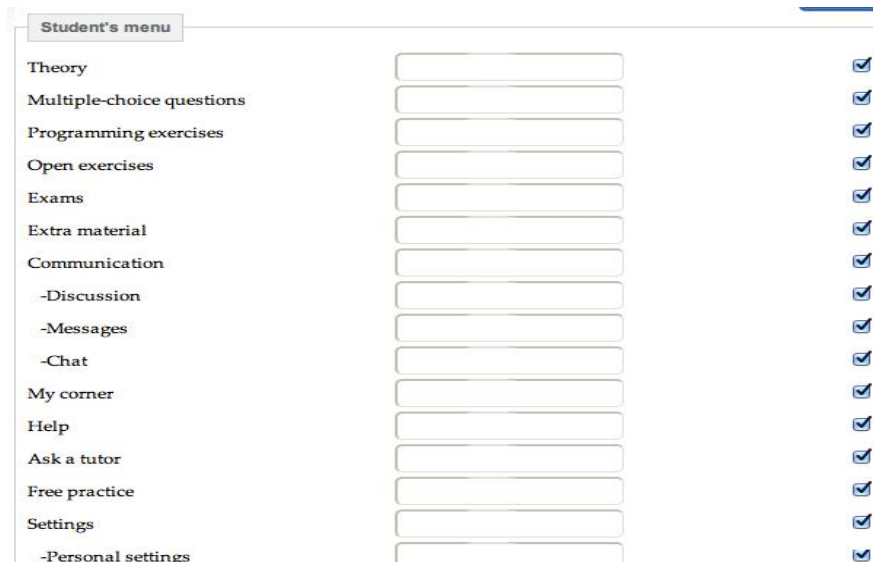 Student's menu
Theory
Multiple-choice questions
Programming exercises
Open exercises
Exams
Extra material
Communication
-Discussion
-Messages
-Chat
My corner
Help
Ask a tutor
Free practice
Settings
-Personal settings